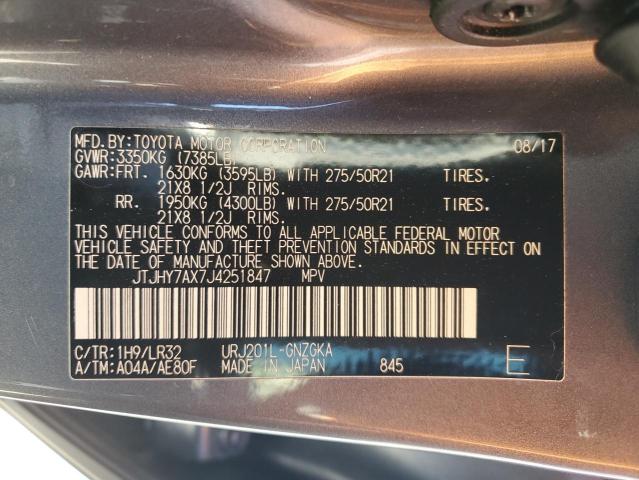 MFD.BY:TOYOTA MOTOR CORPORATION 08/17
GVWR:3350KG (7385LB)
GAWR:FRT. 1630KG (3595LB) WITH 275/50R21 TIRES.
21X8 1/2J RIMS.
RR. 1950KG (4300LB) WITH 275/50R21 TIRES.
21X8 1/2J RIMS.
THIS VEHICLE CONFORMS TO ALL APPLICABLE FEDERAL MOTOR
VEHICLE SAFETY AND THEFT PREVENTION STANDARDS IN EFFECT ON
THE DATE OF MANUFACTURE SHOWN ABOVE.
JTJHY7AX7J4251847 MPV
C/TR:1H9/LR32 URJ201L-GNZGKA
A/TM:A04A/AE80F MADE IN JAPAN 845 E